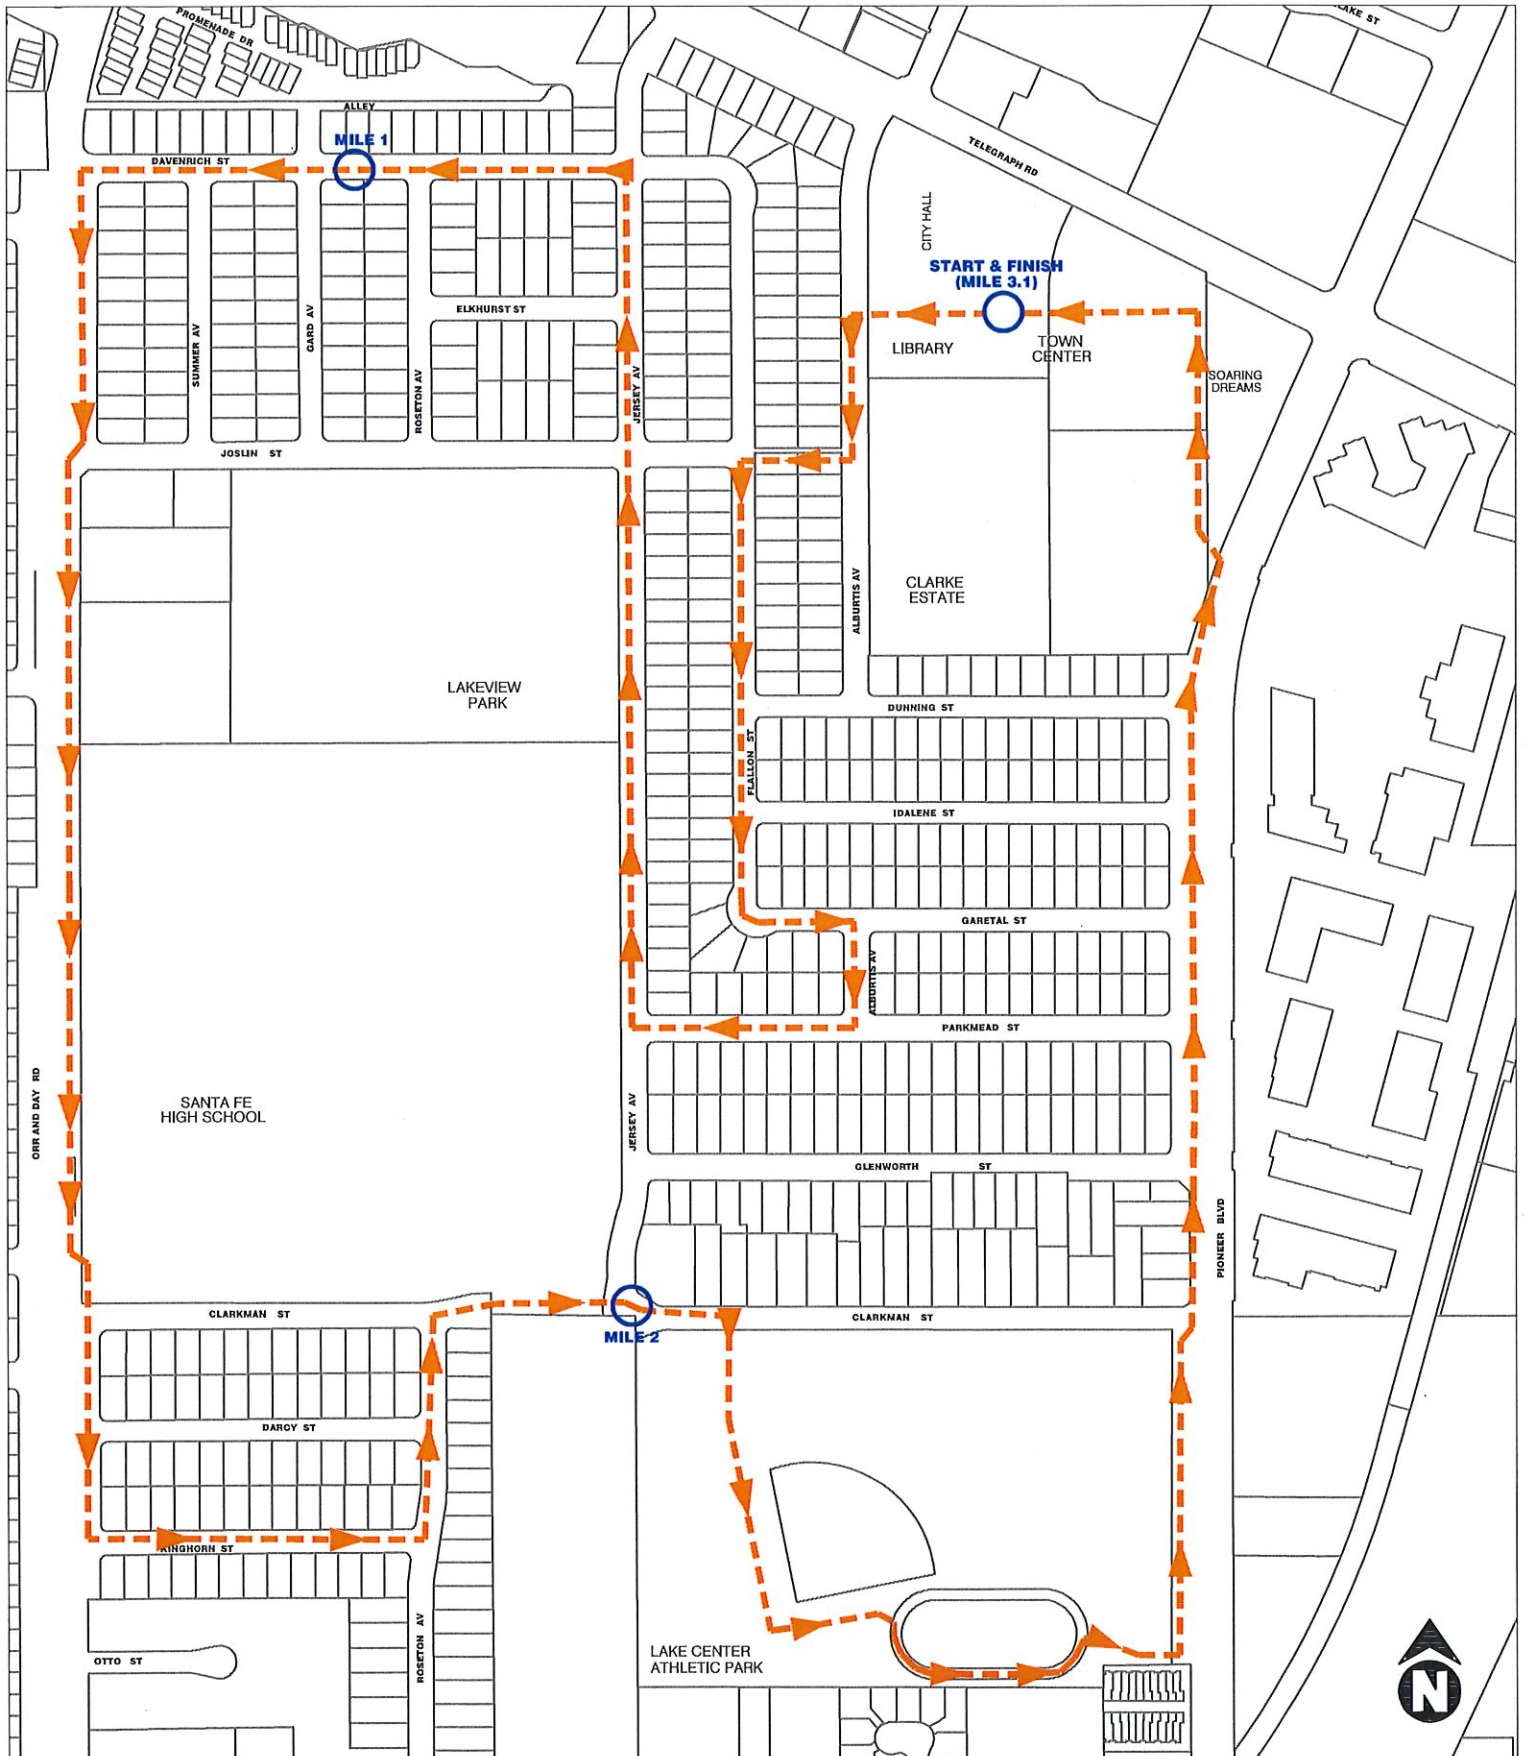 PROMENADE DR
LAKE ST
ALLEY
MILE 1
DAVENRICH ST
TELEGRAPH RD
CITY HALL
START & FINISH
(MILE 3.1)
ELKHURST ST
LIBRARY
TOWN
CENTER
SUMMER AV
GARD AV
ROSETON AV
JERSEY AV
SOARING
DREAMS
JOSLIN ST
CLARKE
ESTATE
ALBURTIS AV
LAKEVIEW
PARK
DUNNING ST
FLALLON ST
IDALENE ST
GARETAL ST
ALBURTIS AV
PARKMEAD ST
ORR AND DAY RD
SANTA FE
HIGH SCHOOL
JERSEY AV
GLENWORTH ST
PIONEER BLVD
CLARKMAN ST
CLARKMAN ST
MILE 2
DARCY ST
KINGHORN ST
ROSETON AV
OTTO ST
LAKE CENTER
ATHLETIC PARK
N